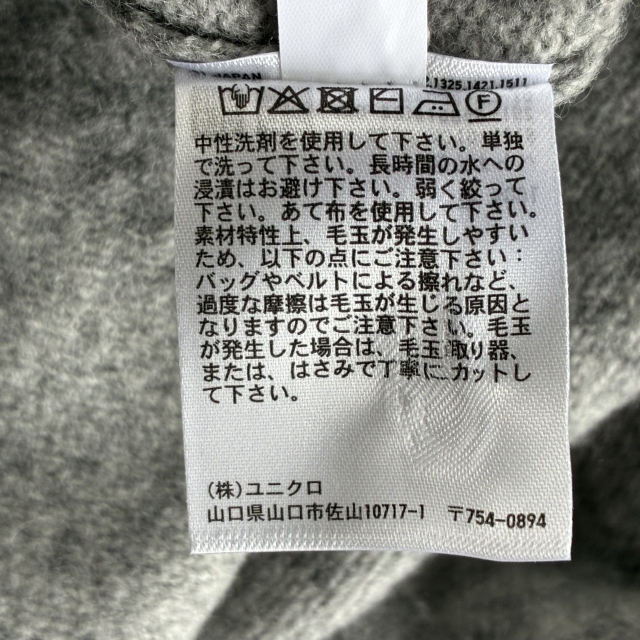 JAPAN
1325.1421.1511
中性洗剤を使用して下さい。単独
で洗って下さい。長時間の水への
浸漬はお避け下さい。弱く絞って
下さい。あて布を使用して下さい。
素材特性上、毛玉が発生しやすい
ため、以下の点にご注意下さい：
バッグやベルトによる擦れなど、
過度な摩擦は毛玉が生じる原因と
なりますのでご注意下さい。毛玉
が発生した場合は、毛玉取り器、
または、はさみで丁寧にカットし
て下さい。
(株)ユニクロ
山口県山口市佐山10717-1 〒754-0894